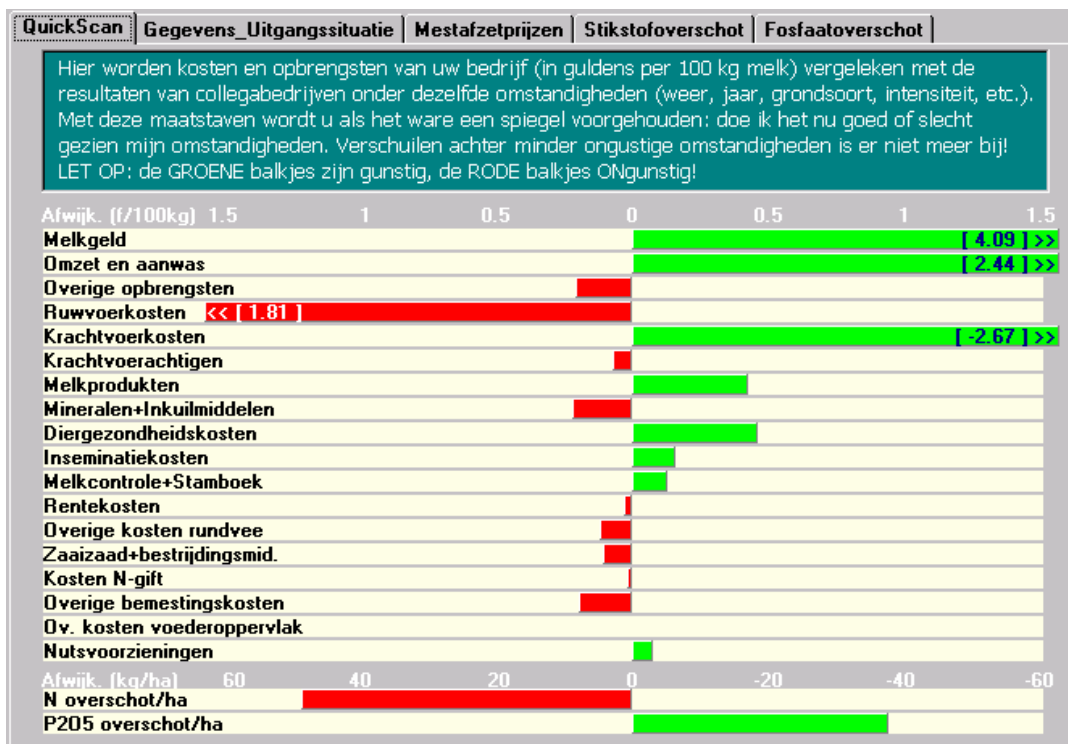 QuickScan Gegevens_Uitgangssituatie Mestafzetprijzen Stikstofoverschot Fosfaatoverschot
Hier worden kosten en opbrengsten van uw bedrijf (in guldens per 100 kg melk) vergeleken met de
resultaten van collegabedrijven onder dezelfde omstandigheden (weer, jaar, grondsoort, intensiteit, etc.).
Met deze maatstaven wordt u als het ware een spiegel voorgehouden: doe ik het nu goed of slecht
gezien mijn omstandigheden. Verschuilen achter minder ongustige omstandigheden is er niet meer bij!
LET OP: de GROENE balkjes zijn gunstig, de RODE balkjes ONgunstig!
Afwijk. (f/100kg) 1.5 1 0.5 0 0.5 1 1.5
Melkgeld [ 4.09 ] >>
Omzet en aanwas [ 2.44 ] >>
Overige opbrengsten
Ruwvoerkosten << [ 1.81 ]
Krachtvoerkosten [ -2.67 ] >>
Krachtvoerachtigen
Melkprodukten
Mineralen+Inkuilmiddelen
Diergezondheidskosten
Inseminatiekosten
Melkcontrole+Stamboek
Rentekosten
Overige kosten rundvee
Zaaizaad+bestrijdingsmid.
Kosten N-gift
Overige bemestingskosten
Ov. kosten voederoppervlak
Nutsvoorzieningen
Afwijk. (kg/ha) 60 40 20 0 -20 -40 -60
N overschot/ha
P2O5 overschot/ha